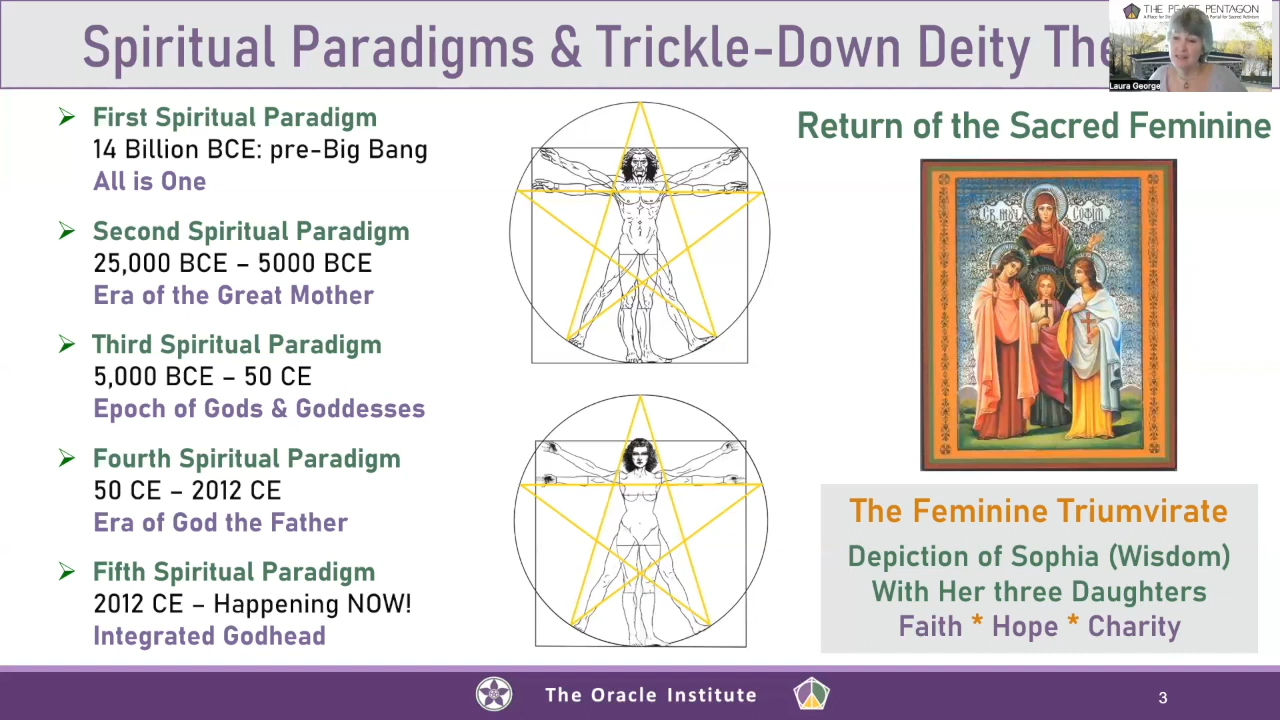 Spiritual Paradigms & Trickle-Down Deity The
THE PEACE PENTAGON
Laura George
First Spiritual Paradigm
14 Billion BCE: pre-Big Bang
All is One
Second Spiritual Paradigm
25,000 BCE – 5000 BCE
Era of the Great Mother
Third Spiritual Paradigm
5,000 BCE – 50 CE
Epoch of Gods & Goddesses
Fourth Spiritual Paradigm
50 CE – 2012 CE
Era of God the Father
Fifth Spiritual Paradigm
2012 CE – Happening NOW!
Integrated Godhead
Return of the Sacred Feminine
The Feminine Triumvirate
Depiction of Sophia (Wisdom)
With Her three Daughters
Faith * Hope * Charity
The Oracle Institute
3